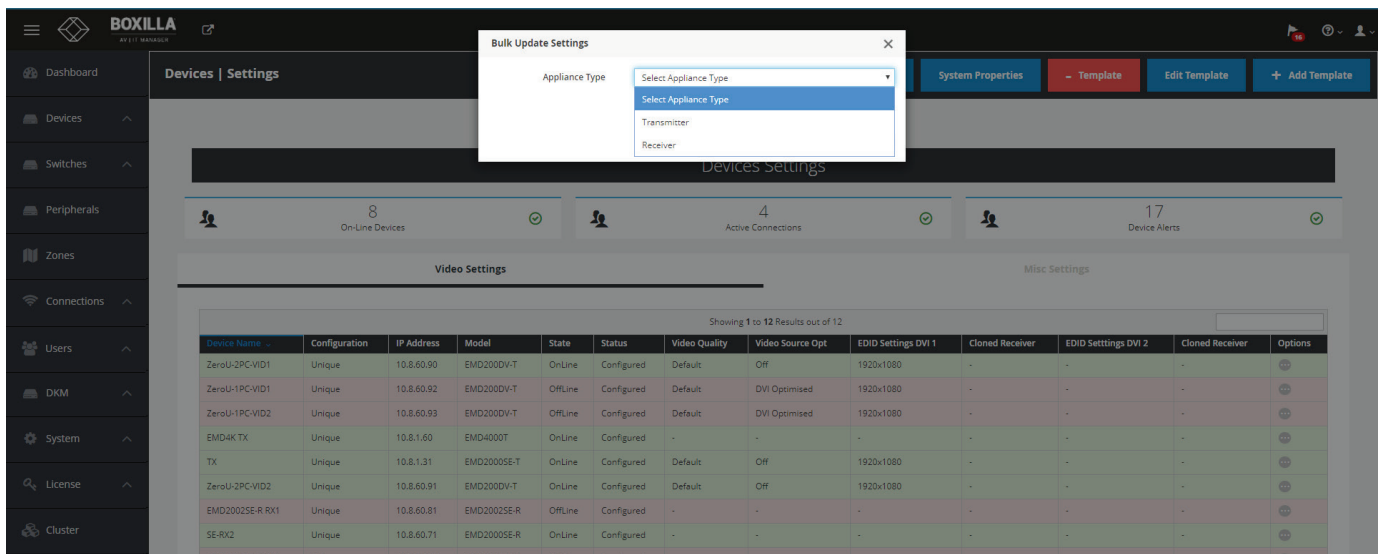 BOXILLA
AV | IT MANAGER
16
Bulk Update Settings
Appliance Type
Select Appliance Type
Select Appliance Type
Transmitter
Receiver
Dashboard
Devices
Switches
Peripherals
Zones
Connections
Users
DKM
System
License
Cluster
Devices | Settings
System Properties
– Template
Edit Template
+ Add Template
Devices Settings
8
On-Line Devices
4
Active Connections
17
Device Alerts
Video Settings
Misc Settings
Showing 1 to 12 Results out of 12
Device Name Configuration IP Address Model State Status Video Quality Video Source Opt EDID Settings DVI 1 Cloned Receiver EDID Setttings DVI 2 Cloned Receiver Options
ZeroU-2PC-VID1 Unique 10.8.60.90 EMD200DV-T OnLine Configured Default Off 1920x1080 - - -
ZeroU-1PC-VID1 Unique 10.8.60.92 EMD200DV-T OffLine Configured Default DVI Optimised 1920x1080 - - -
ZeroU-1PC-VID2 Unique 10.8.60.93 EMD200DV-T OffLine Configured Default DVI Optimised 1920x1080 - - -
EMD4K TX Unique 10.8.1.60 EMD4000T OnLine Configured - - - - - -
TX Unique 10.8.1.31 EMD2000SE-T OnLine Configured Default Off 1920x1080 - - -
ZeroU-2PC-VID2 Unique 10.8.60.91 EMD200DV-T OnLine Configured Default Off 1920x1080 - - -
EMD2002SE-R RX1 Unique 10.8.60.81 EMD2002SE-R OffLine Configured - - - - - -
SE-RX2 Unique 10.8.60.71 EMD2000SE-R OnLine Configured - - - - - -